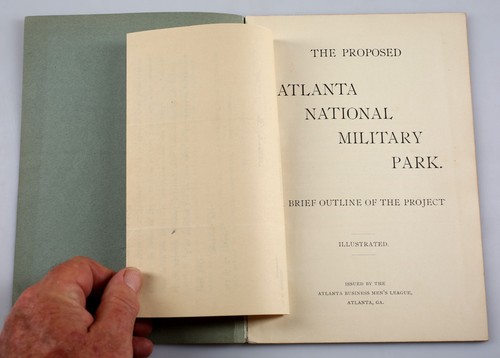 THE PROPOSED
ATLANTA
NATIONAL
MILITARY
PARK.
BRIEF OUTLINE OF THE PROJECT
ILLUSTRATED.
ISSUED BY THE
ATLANTA BUSINESS MEN'S LEAGUE,
ATLANTA, GA.